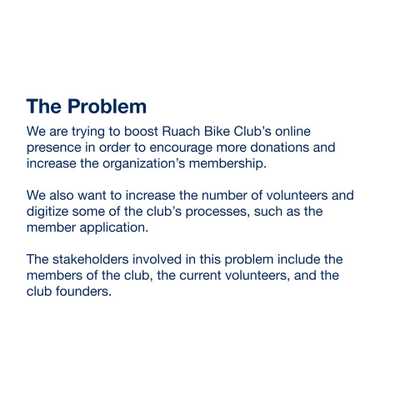 The Problem
We are trying to boost Ruach Bike Club's online
presence in order to encourage more donations and
increase the organization's membership.
We also want to increase the number of volunteers and
digitize some of the club's processes, such as the
member application.
The stakeholders involved in this problem include the
members of the club, the current volunteers, and the
club founders.